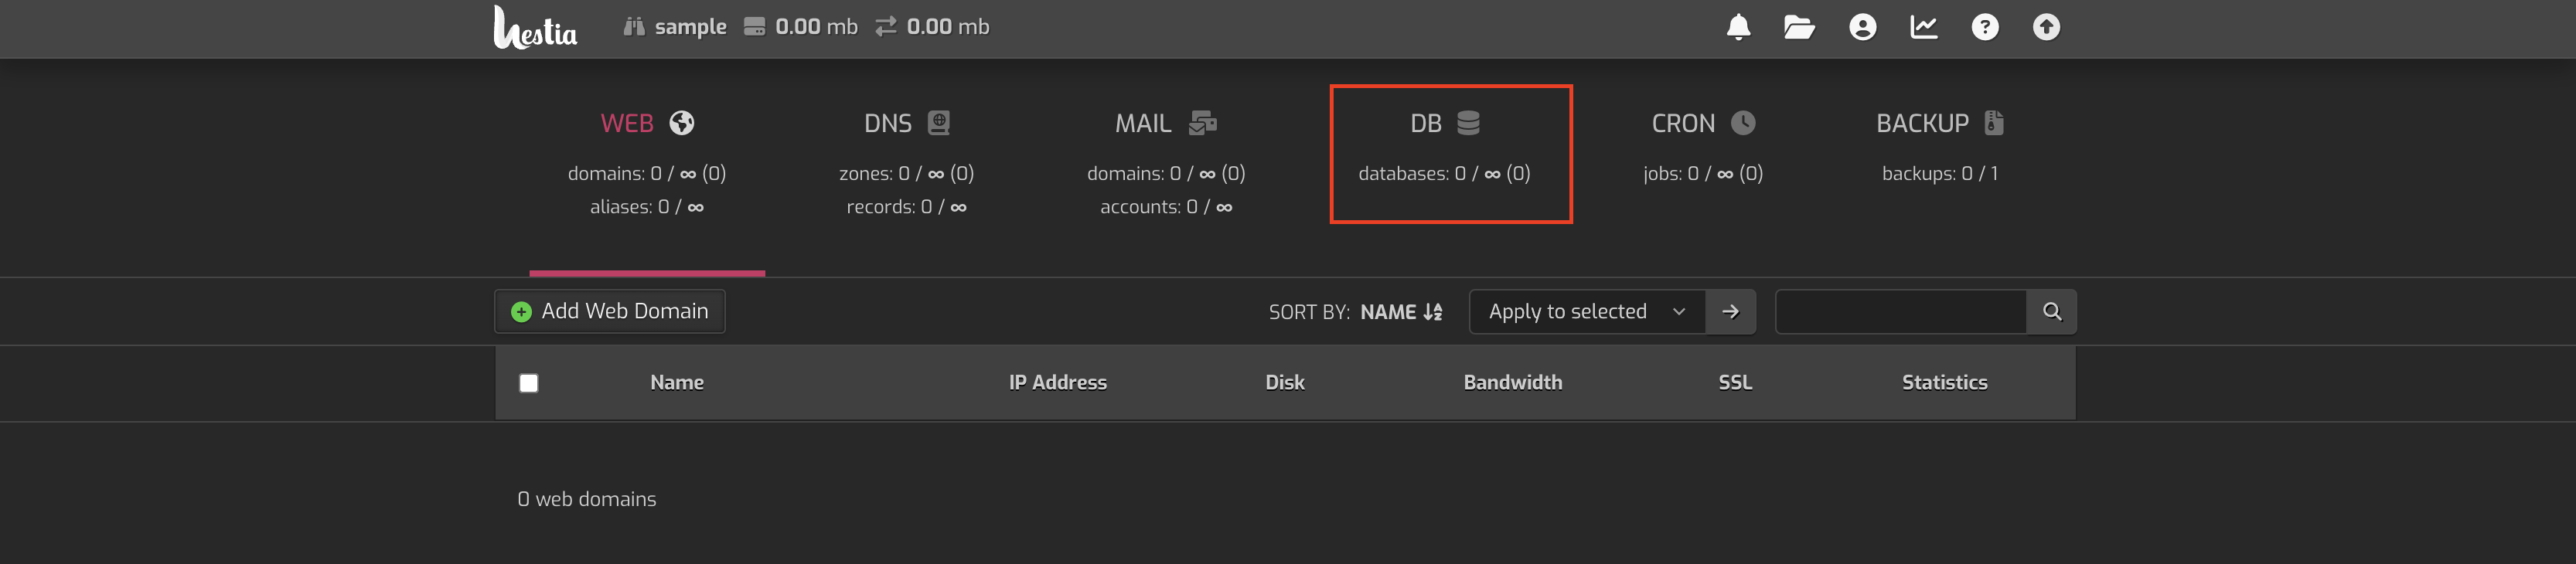 Hestia sample 0.00 mb 0.00 mb
WEB DNS MAIL DB CRON BACKUP
domains: 0 / ∞ (0) zones: 0 / ∞ (0) domains: 0 / ∞ (0) databases: 0 / ∞ (0) jobs: 0 / ∞ (0) backups: 0 / 1
aliases: 0 / ∞ records: 0 / ∞ accounts: 0 / ∞
Add Web Domain SORT BY: NAME Apply to selected
Name IP Address Disk Bandwidth SSL Statistics
0 web domains